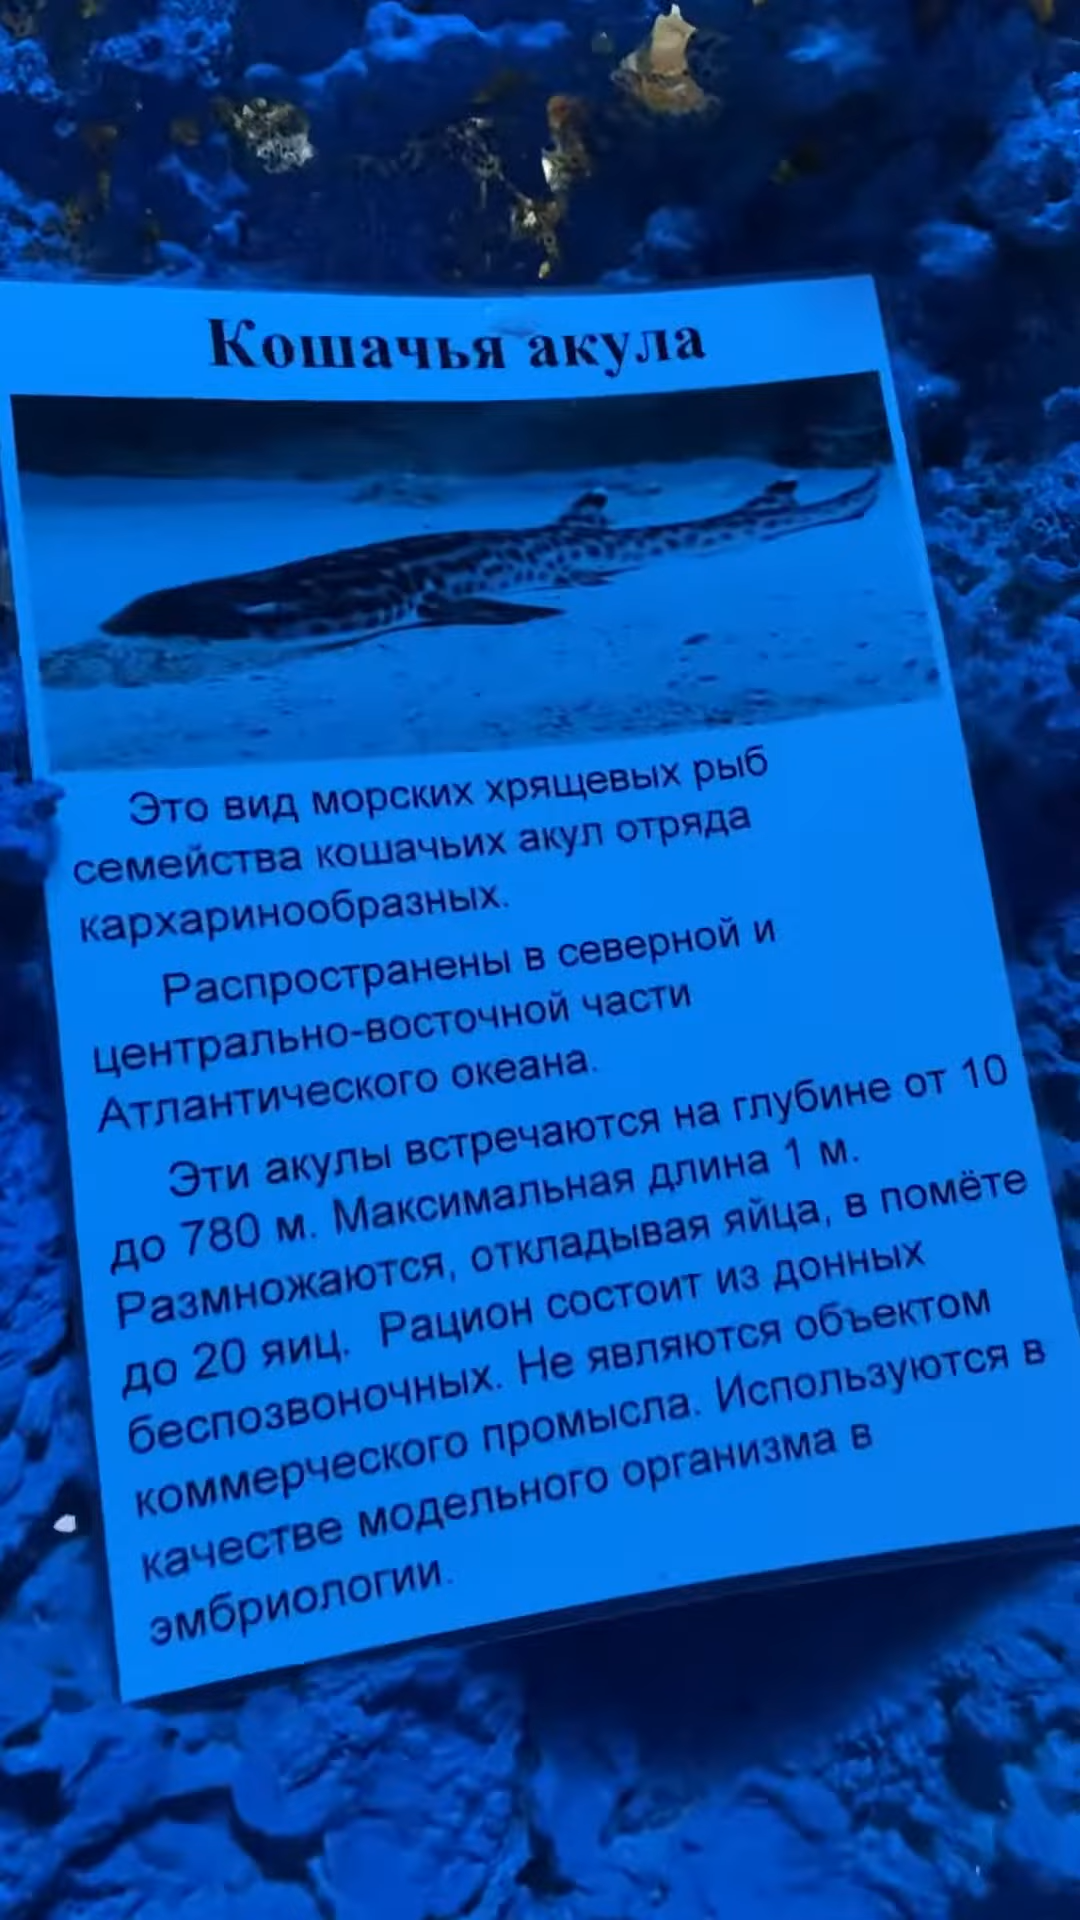 Кошачья акула
Это вид морских хрящевых рыб
семейства кошачьих акул отряда
кархаринообразных.
Распространены в северной и
центрально-восточной части
Атлантического океана.
Эти акулы встречаются на глубине от 10
до 780 м. Максимальная длина 1 м.
Размножаются, откладывая яйца, в помёте
до 20 яиц. Рацион состоит из донных
беспозвоночных. Не являются объектом
коммерческого промысла. Используются в
качестве модельного организма в
эмбриологии.